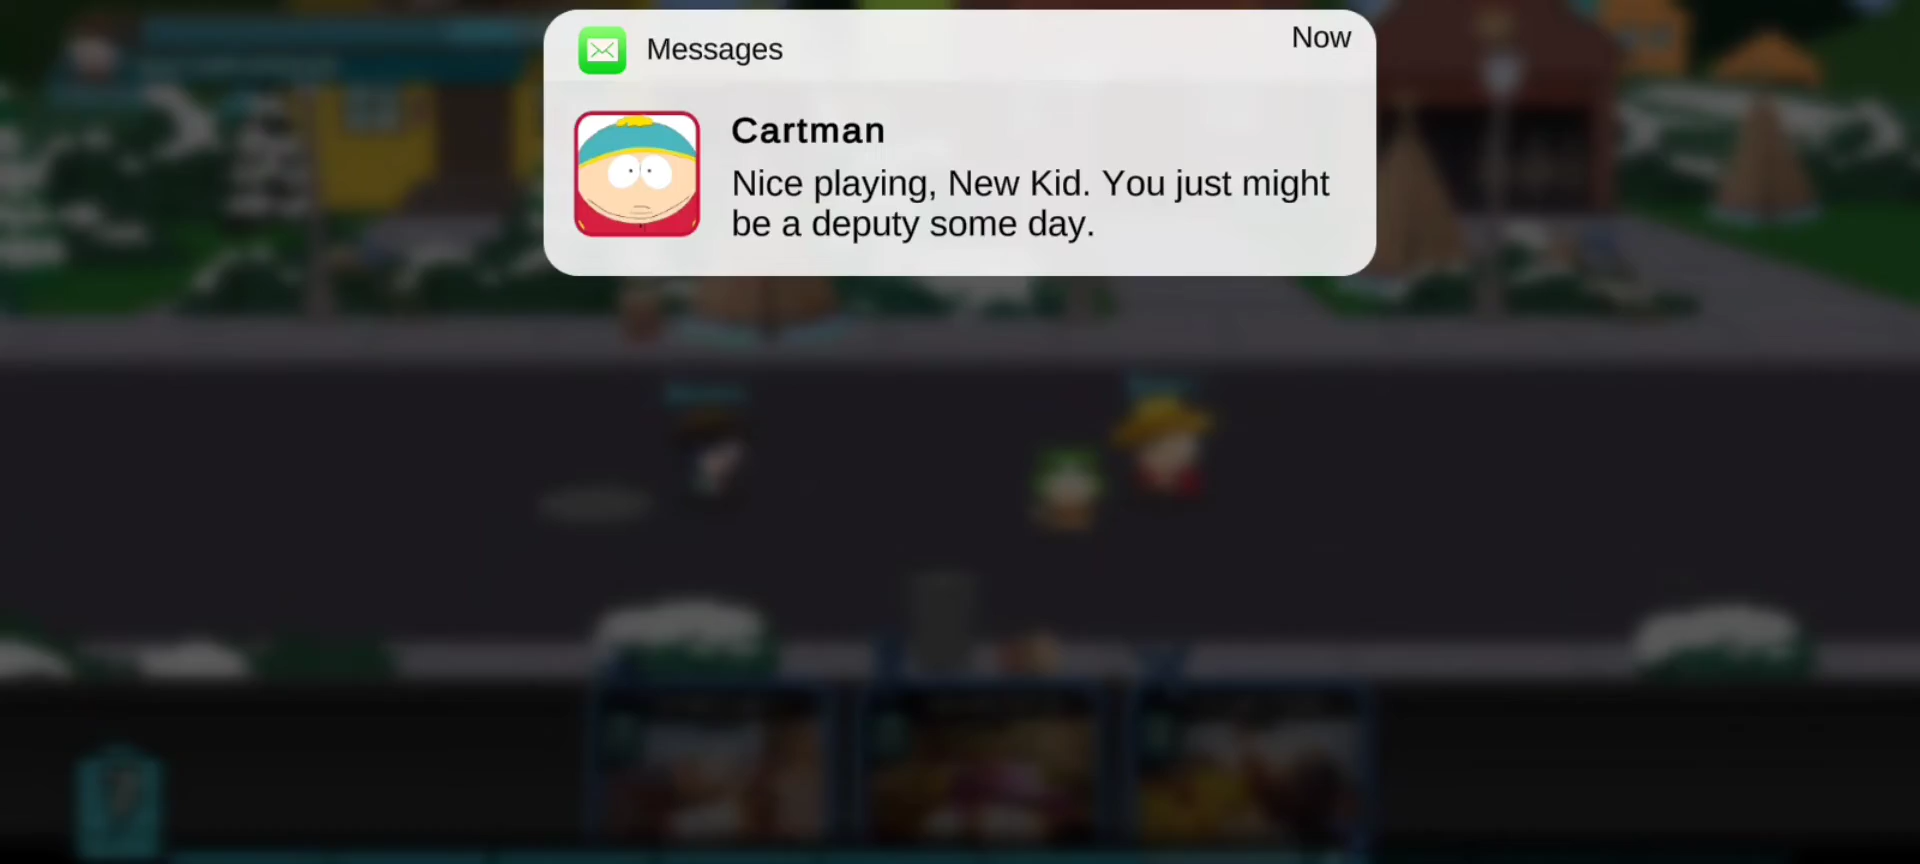 Messages
Now
Cartman
Nice playing, New Kid. You just might
be a deputy some day.